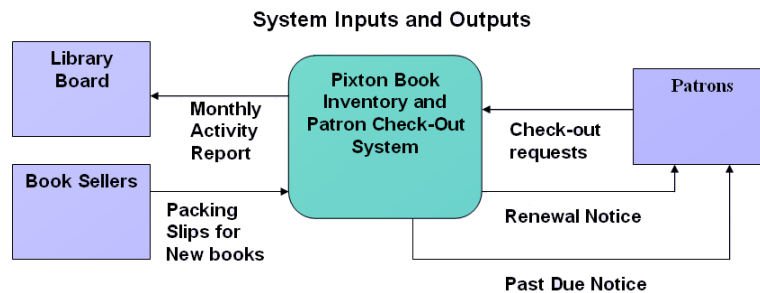 System Inputs and Outputs
Library
Board
Monthly
Activity
Report
Pixton Book
Inventory and
Patron Check-Out
System
Patrons
Check-out
requests
Book Sellers
Packing
Slips for
New books
Renewal Notice
Past Due Notice